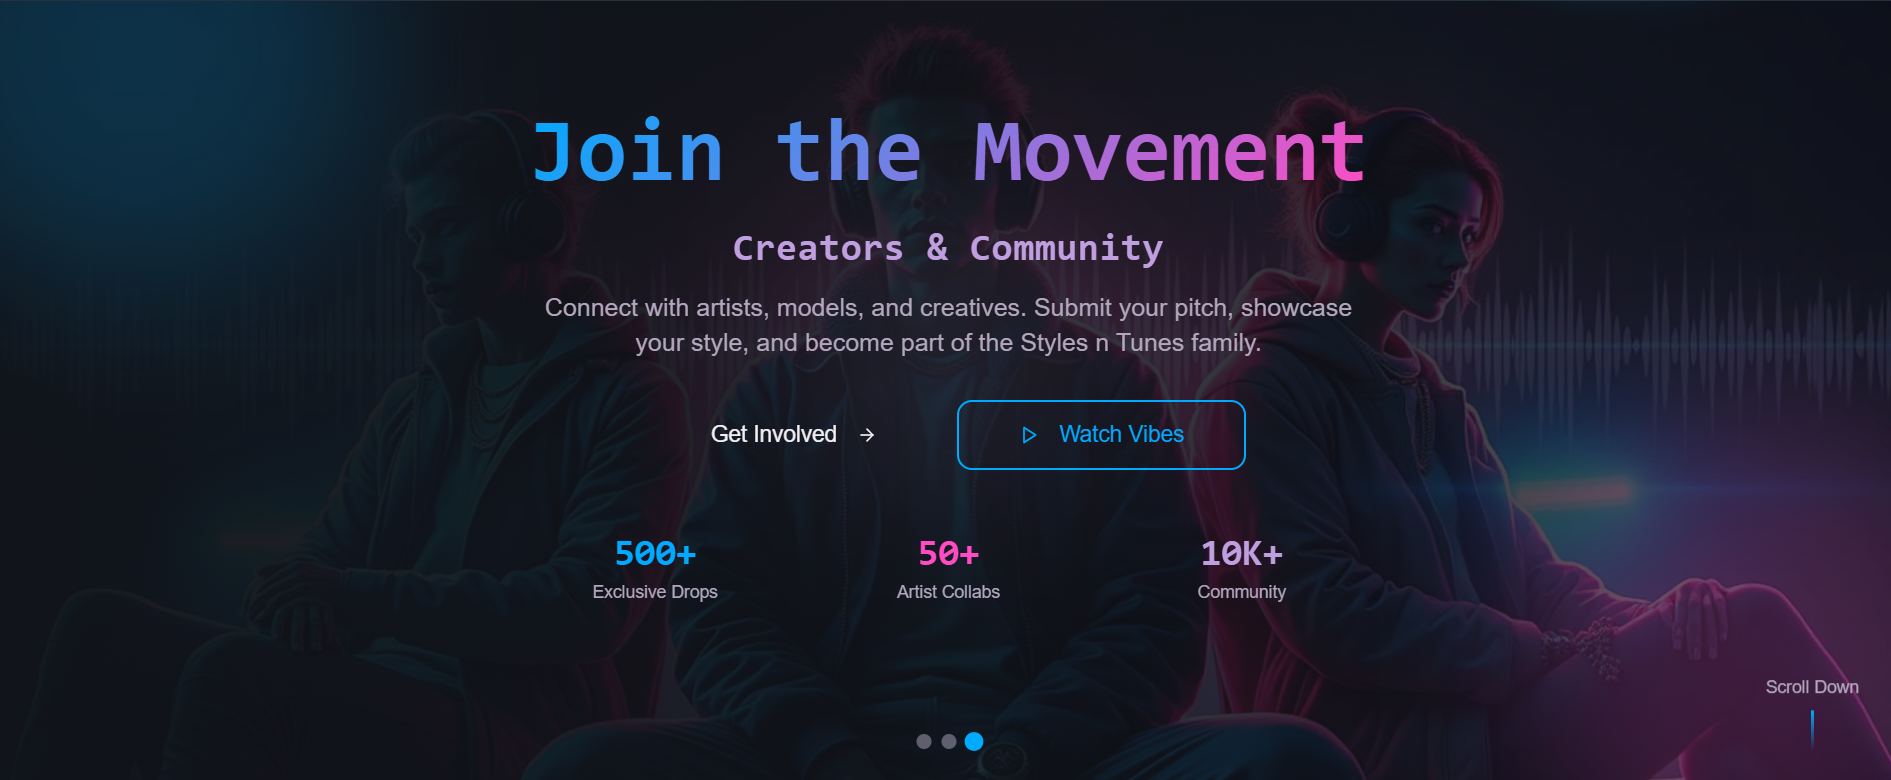 Join the Movement
Creators & Community
Connect with artists, models, and creatives. Submit your pitch, showcase
your style, and become part of the Styles n Tunes family.
Get Involved
Watch Vibes
500+
Exclusive Drops
50+
Artist Collabs
10K+
Community
Scroll Down